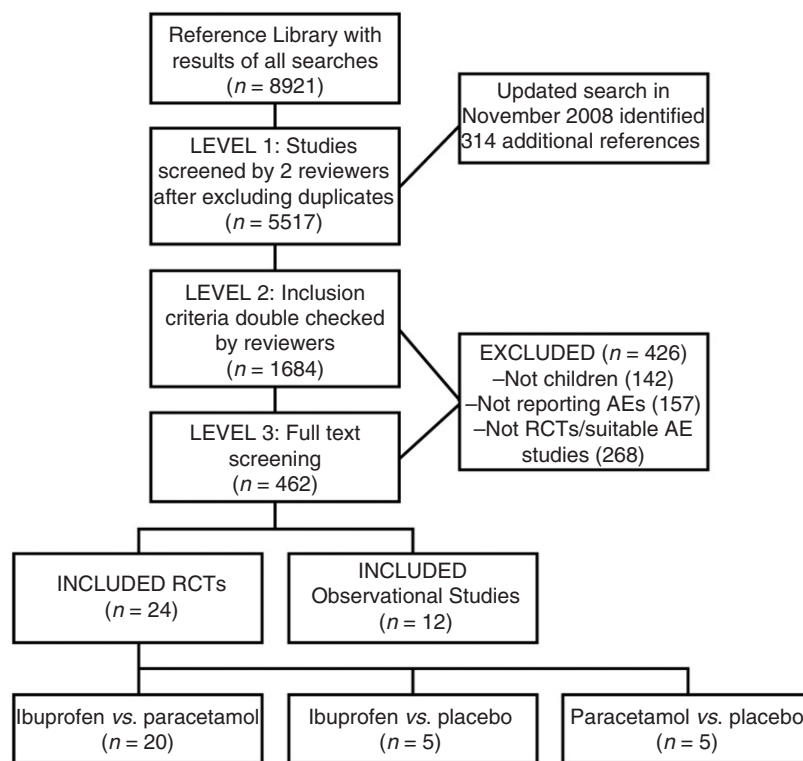 Reference Library with
results of all searches
(n = 8921)
Updated search in
November 2008 identified
314 additional references
LEVEL 1: Studies
screened by 2 reviewers
after excluding duplicates
(n = 5517)
LEVEL 2: Inclusion
criteria double checked
by reviewers
(n = 1684)
EXCLUDED (n = 426)
–Not children (142)
–Not reporting AEs (157)
–Not RCTs/suitable AE
studies (268)
LEVEL 3: Full text
screening
(n = 462)
INCLUDED RCTs
(n = 24)
INCLUDED
Observational Studies
(n = 12)
Ibuprofen vs. paracetamol
(n = 20)
Ibuprofen vs. placebo
(n = 5)
Paracetamol vs. placebo
(n = 5)